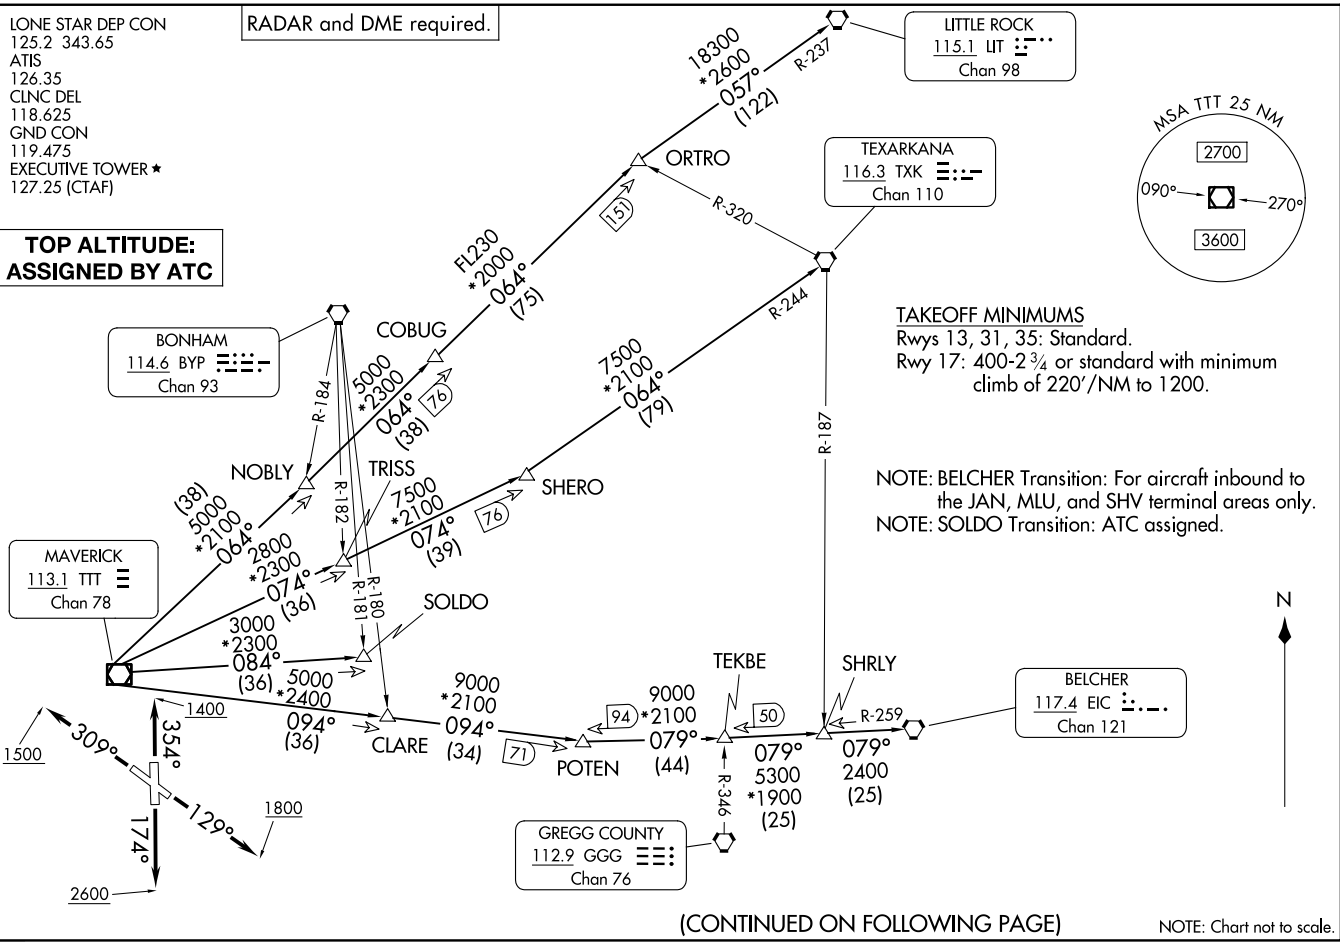 LONE STAR DEP CON
125.2 343.65
ATIS
126.35
CLNC DEL
118.625
GND CON
119.475
EXECUTIVE TOWER ★
127.25 (CTAF)
RADAR and DME required.
TOP ALTITUDE:
ASSIGNED BY ATC
LITTLE ROCK
115.1 LIT
Chan 98
R-237
18300
*2600
057°
(122)
ORTRO
151
R-320
TEXARKANA
116.3 TXK
Chan 110
MSA TTT 25 NM
2700
090°
270°
3600
FL230
*2000
064°
(75)
R-244
COBUG
76
BONHAM
114.6 BYP
Chan 93
R-184
5000
*2300
064°
(38)
7500
*2100
064°
(79)
TAKEOFF MINIMUMS
Rwys 13, 31, 35: Standard.
Rwy 17: 400-2¾ or standard with minimum
climb of 220'/NM to 1200.
R-187
NOBLY
TRISS
SHERO
76
R-182
7500
*2100
074°
(39)
NOTE: BELCHER Transition: For aircraft inbound to
the JAN, MLU, and SHV terminal areas only.
NOTE: SOLDO Transition: ATC assigned.
(38)
5000
*2100
064°
MAVERICK
113.1 TTT
Chan 78
2800
*2300
074°
(36)
R-181
R-180
SOLDO
3000
*2300
084°
(36)
5000
*2400
094°
(36)
CLARE
9000
*2100
094°
(34)
71
POTEN
94
9000
*2100
079°
(44)
TEKBE
50
SHRLY
R-259
BELCHER
117.4 EIC
Chan 121
079°
5300
*1900
(25)
079°
2400
(25)
R-346
GREGG COUNTY
112.9 GGG
Chan 76
N
1400
1500
309°
354°
129°
1800
174°
2600
(CONTINUED ON FOLLOWING PAGE)
NOTE: Chart not to scale.